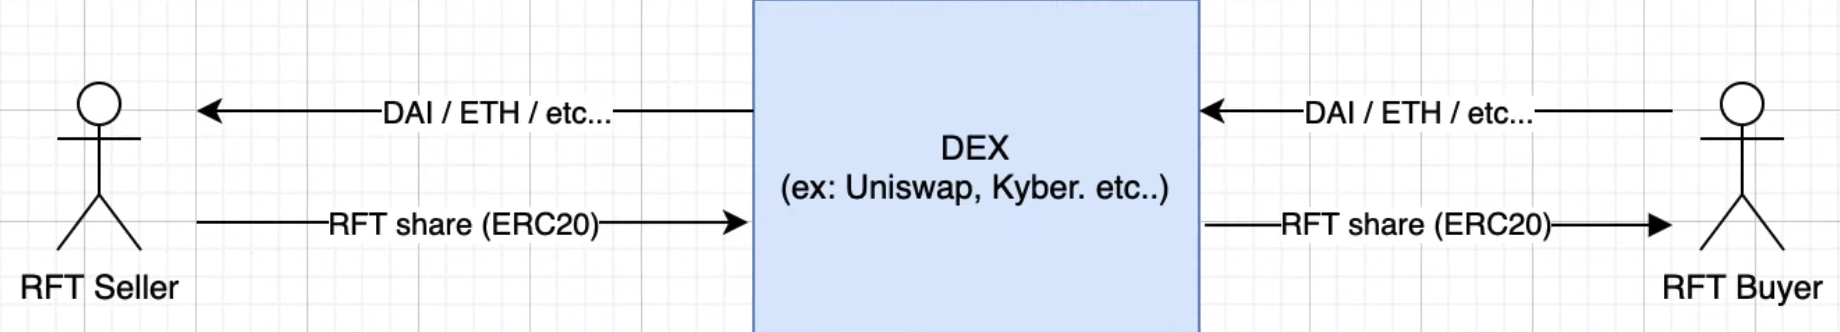 DAI / ETH / etc...
DAI / ETH / etc...
DEX
(ex: Uniswap, Kyber. etc..)
RFT share (ERC20)
RFT share (ERC20)
RFT Seller
RFT Buyer